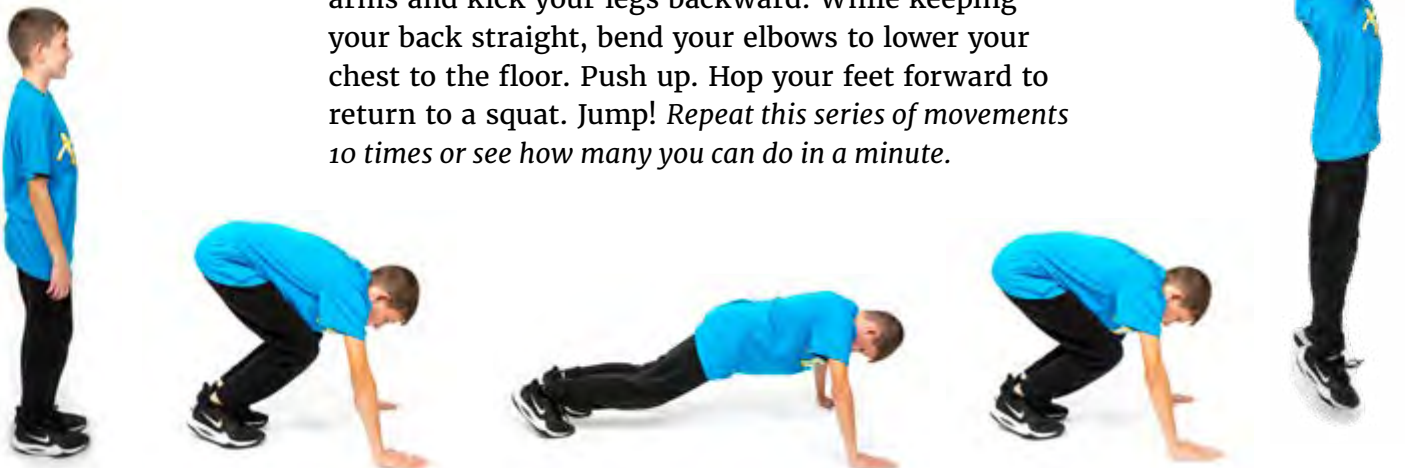 arms and kick your legs backward. While keeping
your back straight, bend your elbows to lower your
chest to the floor. Push up. Hop your feet forward to
return to a squat. Jump! Repeat this series of movements
10 times or see how many you can do in a minute.